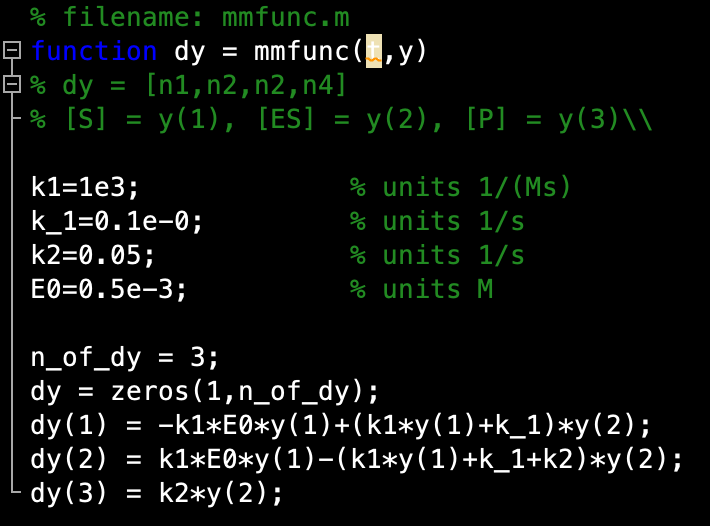 % filename: mmfunc.m
function dy = mmfunc(t,y)
% dy = [n1,n2,n2,n4]
% [S] = y(1), [ES] = y(2), [P] = y(3)\\
k1=1e3; % units 1/(Ms)
k_1=0.1e-0; % units 1/s
k2=0.05; % units 1/s
E0=0.5e-3; % units M
n_of_dy = 3;
dy = zeros(1,n_of_dy);
dy(1) = -k1*E0*y(1)+(k1*y(1)+k_1)*y(2);
dy(2) = k1*E0*y(1)-(k1*y(1)+k_1+k2)*y(2);
dy(3) = k2*y(2);